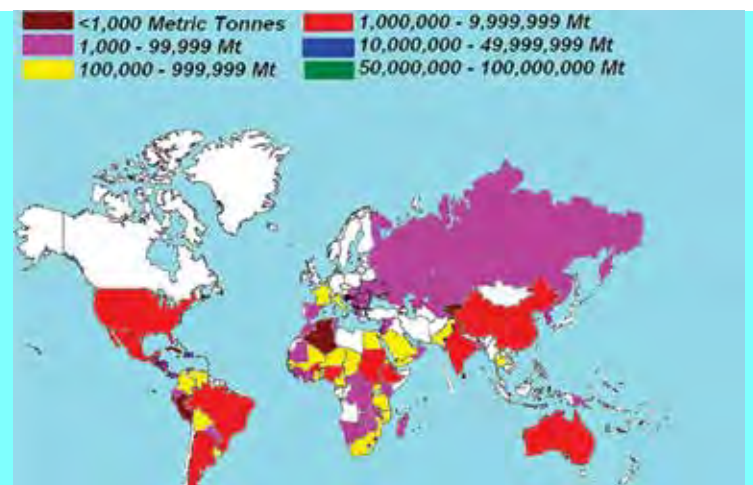 <1,000 Metric Tonnes
1,000 - 99,999 Mt
100,000 - 999,999 Mt
1,000,000 - 9,999,999 Mt
10,000,000 - 49,999,999 Mt
50,000,000 - 100,000,000 Mt